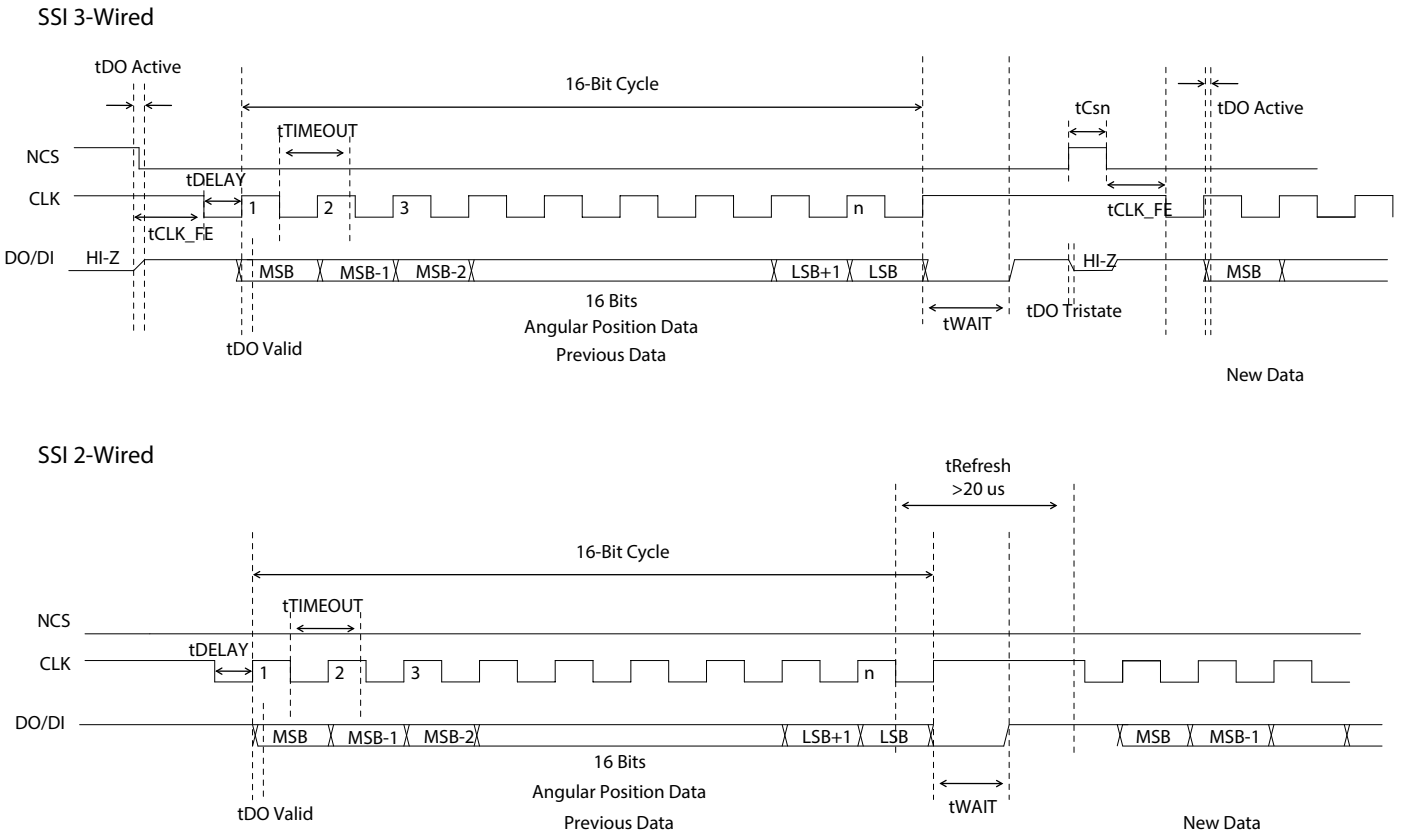 SSI 3-Wired
tDO Active
16-Bit Cycle
tCsn
tDO Active
tTIMEOUT
NCS
tDELAY
CLK
1
2
3
n
tCLK_FE
tCLK_FE
DO/DI
HI-Z
MSB
MSB-1
MSB-2
LSB+1
LSB
HI-Z
MSB
16 Bits
tWAIT
tDO Tristate
Angular Position Data
tDO Valid
Previous Data
New Data
SSI 2-Wired
tRefresh
>20 us
16-Bit Cycle
tTIMEOUT
NCS
tDELAY
CLK
1
2
3
n
DO/DI
MSB
MSB-1
MSB-2
LSB+1
LSB
MSB
MSB-1
16 Bits
Angular Position Data
tDO Valid
tWAIT
Previous Data
New Data